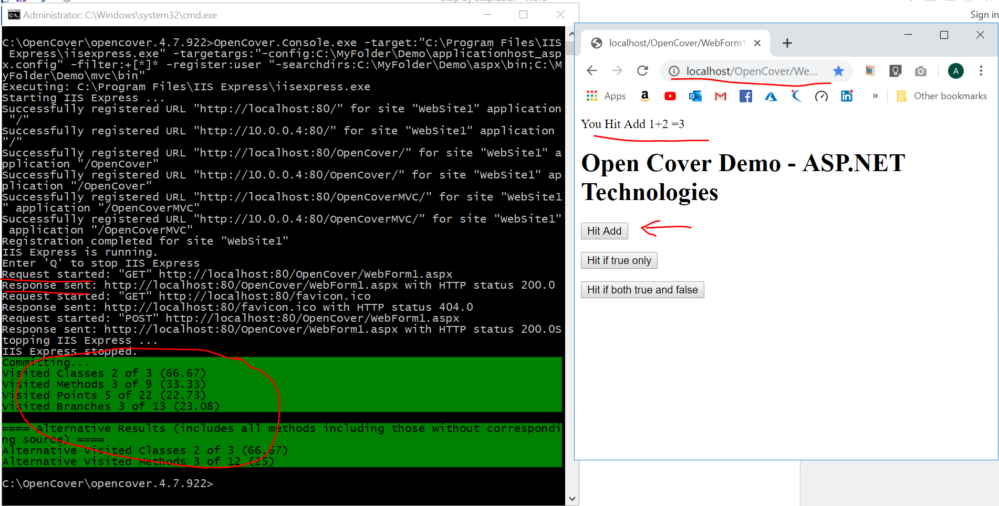 Administrator: C:\Windows\system32\cmd.exe
C:\OpenCover\opencover.4.7.922>OpenCover.Console.exe -target:"C:\Program Files\IIS
 Express\iisexpress.exe" -targetargs:"-config:C:\MyFolder\Demo\applicationhost_asp
x.config" -filter:+[*]* -register:user "-searchdirs:C:\MyFolder\Demo\aspx\bin;C:\M
yFolder\Demo\mvc\bin"
Executing: C:\Program Files\IIS Express\iisexpress.exe
Starting IIS Express ...
Successfully registered URL "http://localhost:80/" for site "WebSite1" application
 "/"
Successfully registered URL "http://10.0.0.4:80/" for site "WebSite1" application
"/"
Successfully registered URL "http://localhost:80/OpenCover/" for site "WebSite1" a
pplication "/OpenCover"
Successfully registered URL "http://10.0.0.4:80/OpenCover/" for site "WebSite1" ap
plication "/OpenCover"
Successfully registered URL "http://localhost:80/OpenCoverMVC/" for site "WebSite1
" application "/OpenCoverMVC"
Successfully registered URL "http://10.0.0.4:80/OpenCoverMVC/" for site "WebSite1"
 application "/OpenCoverMVC"
Registration completed for site "WebSite1"
IIS Express is running.
Enter 'Q' to stop IIS Express
Request started: "GET" http://localhost:80/OpenCover/WebForm1.aspx
Response sent: http://localhost:80/OpenCover/WebForm1.aspx with HTTP status 200.0
Request started: "GET" http://localhost:80/favicon.ico
Response sent: http://localhost:80/favicon.ico with HTTP status 404.0
Request started: "POST" http://localhost:80/OpenCover/WebForm1.aspx
Response sent: http://localhost:80/OpenCover/WebForm1.aspx with HTTP status 200.0S
topping IIS Express ...
IIS Express stopped.
Committing...
Visited Classes 2 of 3 (66.67)
Visited Methods 3 of 9 (33.33)
Visited Points 5 of 22 (22.73)
Visited Branches 3 of 13 (23.08)
==== Alternative Results (includes all methods including those without correspondi
ng source) ====
Alternative Visited Classes 2 of 3 (66.67)
Alternative Visited Methods 3 of 12 (25)
C:\OpenCover\opencover.4.7.922>
Sign in
localhost/OpenCover/WebForm1
localhost/OpenCover/We...
A
Apps
Other bookmarks
You Hit Add 1+2 =3
Open Cover Demo - ASP.NET
Technologies
Hit Add
Hit if true only
Hit if both true and false